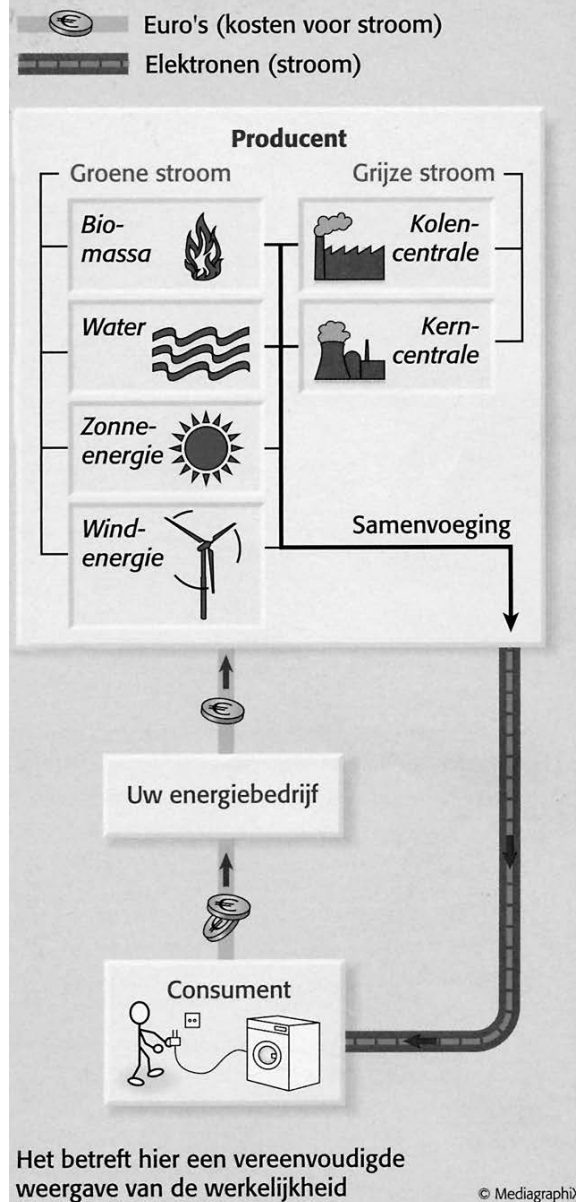 Euro's (kosten voor stroom)
Elektronen (stroom)
Producent
Groene stroom
Grijze stroom
Bio-
massa
Kolen-
centrale
Water
Kern-
centrale
Zonne-
energie
Wind-
energie
Samenvoeging
€
Uw energiebedrijf
€
Consument
Het betreft hier een vereenvoudigde
weergave van de werkelijkheid